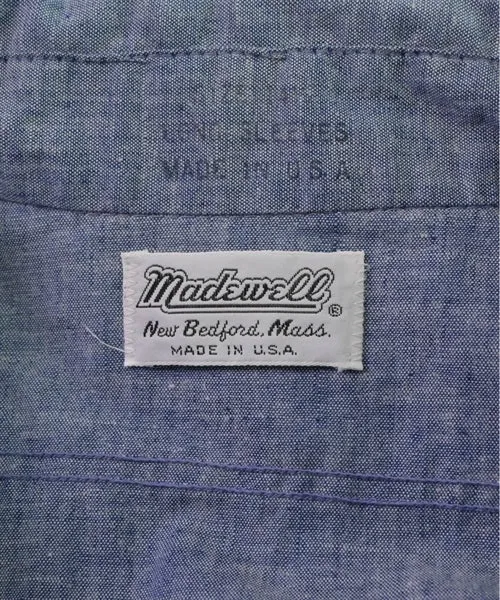 LONG SLEEVES
MADE IN U.S.A
Madewell®
New Bedford, Mass.
MADE IN U.S.A.